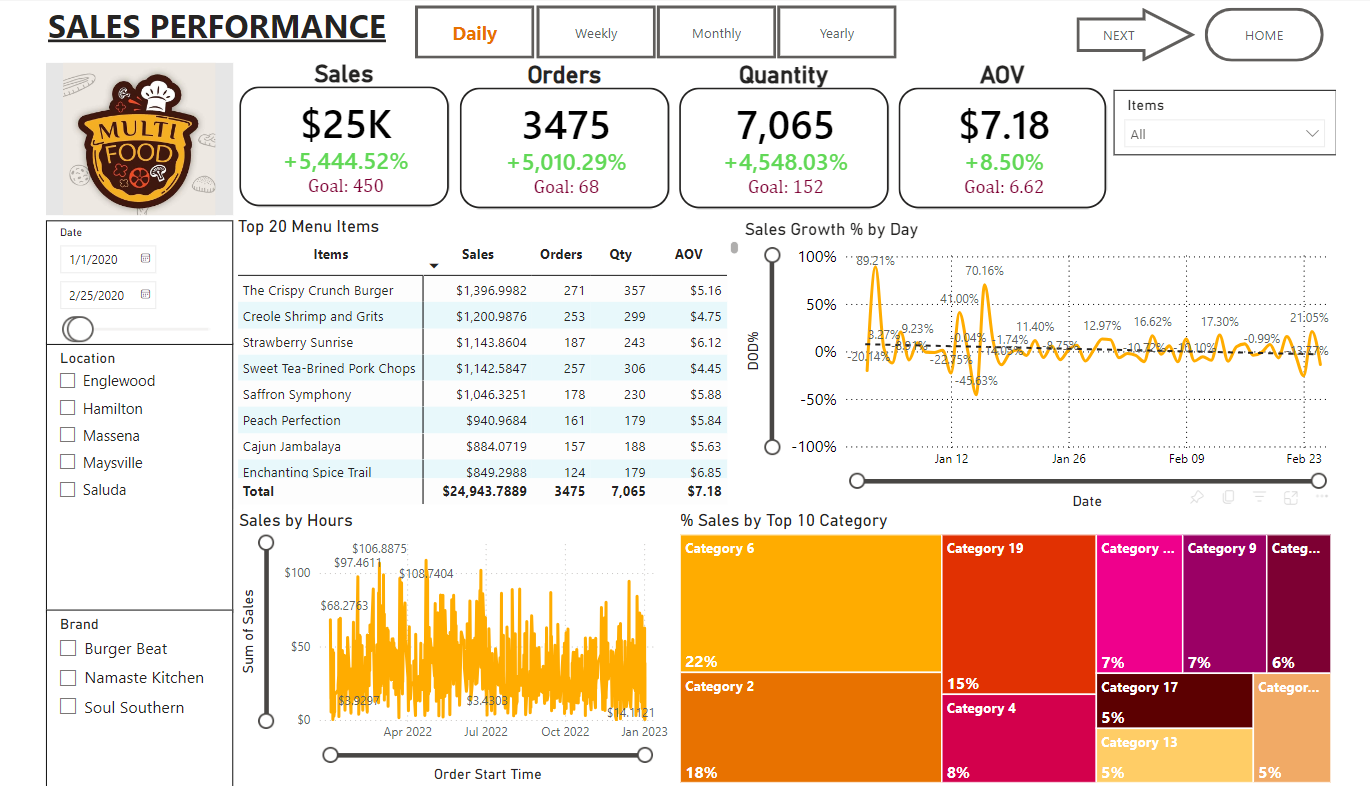 SALES PERFORMANCE
Daily
Weekly
Monthly
Yearly
NEXT
HOME
MULTI
FOOD
Sales
$25K
+5,444.52%
Goal: 450
Orders
3475
+5,010.29%
Goal: 68
Quantity
7,065
+4,548.03%
Goal: 152
AOV
$7.18
+8.50%
Goal: 6.62
Items
All
Date
1/1/2020
2/25/2020
Location
Englewood
Hamilton
Massena
Maysville
Saluda
Brand
Burger Beat
Namaste Kitchen
Soul Southern
Top 20 Menu Items
Items Sales Orders Qty AOV
The Crispy Crunch Burger $1,396.9982 271 357 $5.16
Creole Shrimp and Grits $1,200.9876 253 299 $4.75
Strawberry Sunrise $1,143.8604 187 243 $6.12
Sweet Tea-Brined Pork Chops $1,142.5847 257 306 $4.45
Saffron Symphony $1,046.3251 178 230 $5.88
Peach Perfection $940.9684 161 179 $5.84
Cajun Jambalaya $884.0719 157 188 $5.63
Enchanting Spice Trail $849.2988 124 179 $6.85
Total $24,943.7889 3475 7,065 $7.18
Sales Growth % by Day
DOD%
100%
50%
0%
-50%
-100%
89.21%
70.16%
41.00%
3.27%
9.23%
-20.14%
-22.75%
-0.04%
-45.63%
-1.74%
11.40%
-8.75%
12.97%
-10.72%
16.62%
17.30%
-0.99%
21.05%
Jan 12 Jan 26 Feb 09 Feb 23
Date
Sales by Hours
Sum of Sales
$100
$50
$0
$106.8875
$97.4611
$108.7404
$68.2763
$3.9297
$3.4303
$14.1121
Apr 2022 Jul 2022 Oct 2022 Jan 2023
Order Start Time
% Sales by Top 10 Category
Category 6
22%
Category 2
18%
Category 19
15%
Category 4
8%
Category ...
7%
Category 9
7%
Categ...
6%
Category 17
5%
Category 13
5%
Categor...
5%